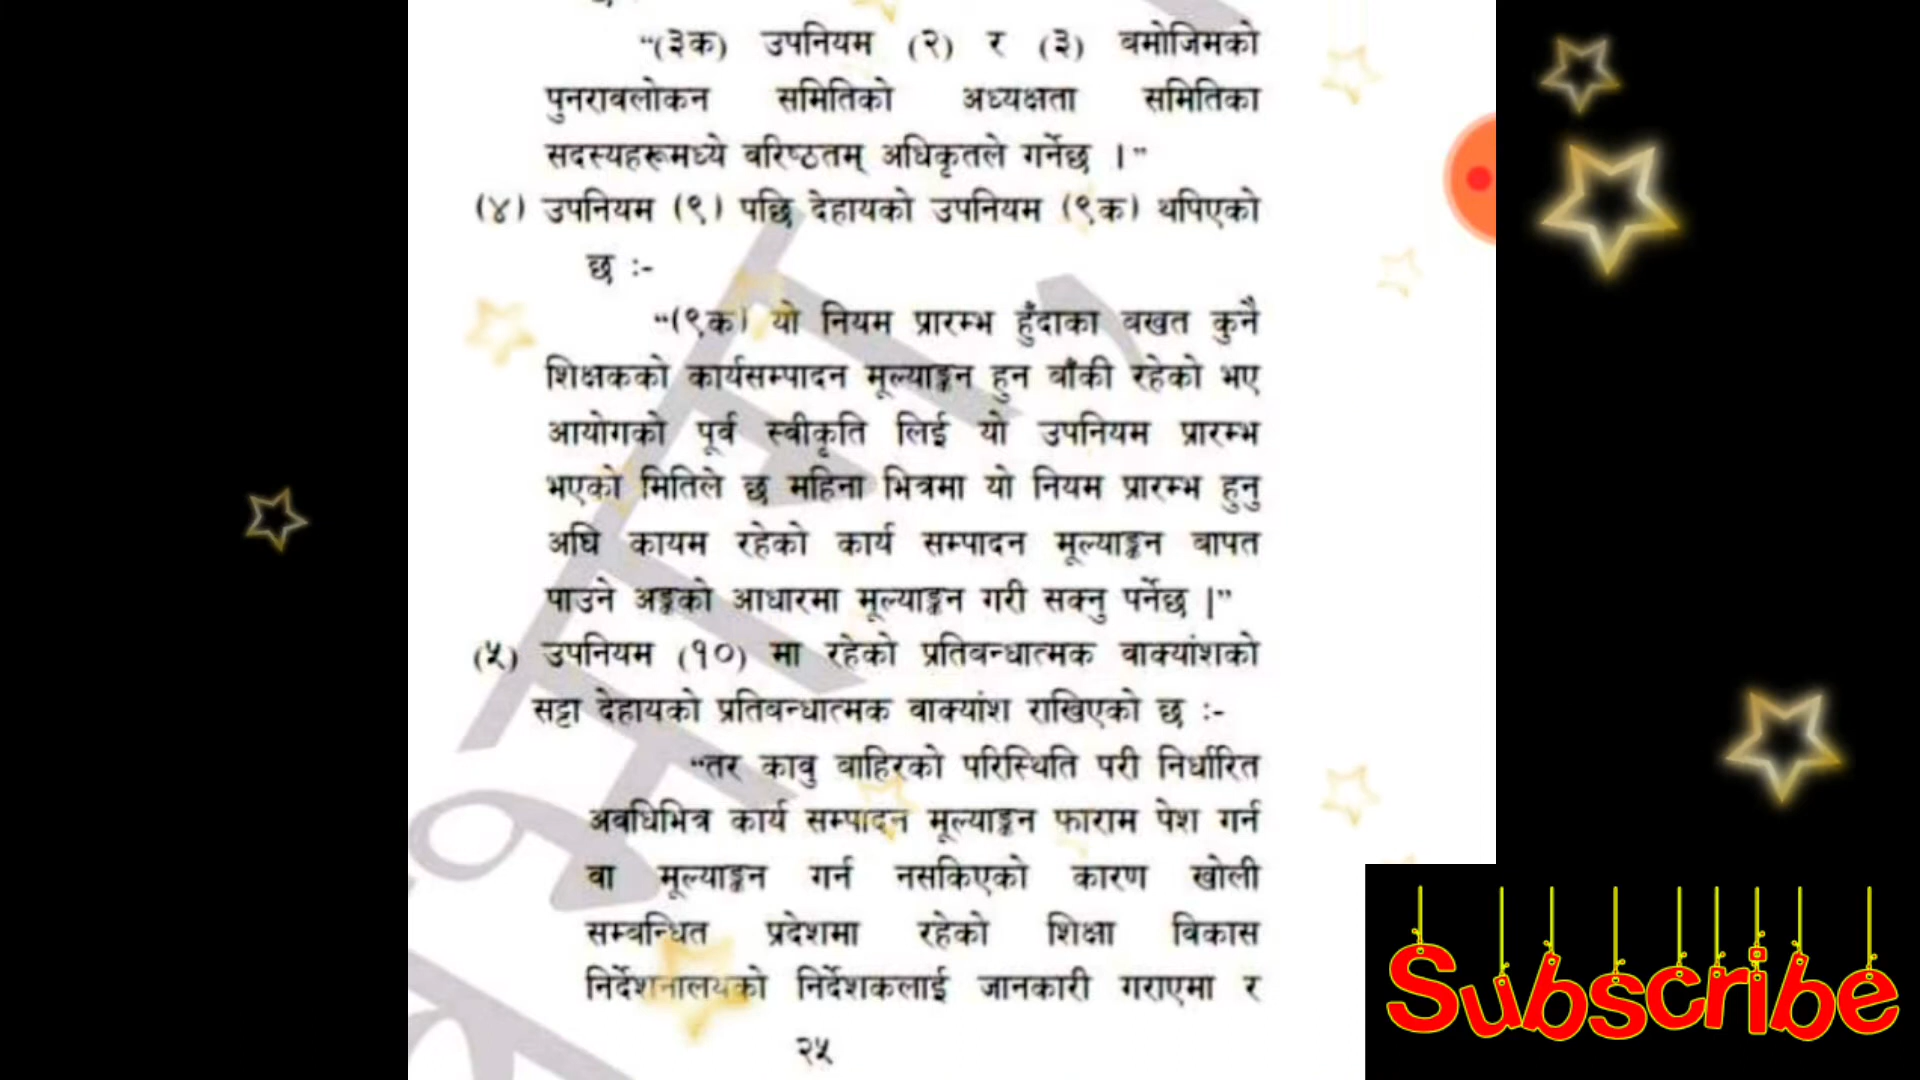 “(३क) उपनियम (२) र (३) बमोजिमको
पुनरावलोकन समितिको अध्यक्षता समितिका
सदस्यहरूमध्ये वरिष्ठतम् अधिकृतले गर्नेछ ।”
(४) उपनियम (९) पछि देहायको उपनियम (९क) थपिएको
छ :-
“(९क) यो नियम प्रारम्भ हुँदाका बखत कुनै
शिक्षकको कार्यसम्पादन मूल्याङ्कन हुन बाँकी रहेको भए
आयोगको पूर्व स्वीकृति लिई यो उपनियम प्रारम्भ
भएको मितिले छ महिना भित्रमा यो नियम प्रारम्भ हुनु
अघि कायम रहेको कार्य सम्पादन मूल्याङ्कन बापत
पाउने अङ्कको आधारमा मूल्याङ्कन गरी सक्नु पर्नेछ |”
(५) उपनियम (१०) मा रहेको प्रतिबन्धात्मक वाक्यांशको
सट्टा देहायको प्रतिबन्धात्मक वाक्यांश राखिएको छ :-
“तर काबु बाहिरको परिस्थिति परी निर्धारित
अवधिभित्र कार्य सम्पादन मूल्याङ्कन फाराम पेश गर्न
वा मूल्याङ्कन गर्न नसकिएको कारण खोली
सम्बन्धित प्रदेशमा रहेको शिक्षा विकास
निर्देशनालयको निर्देशकलाई जानकारी गराएमा र
२५
Subscribe